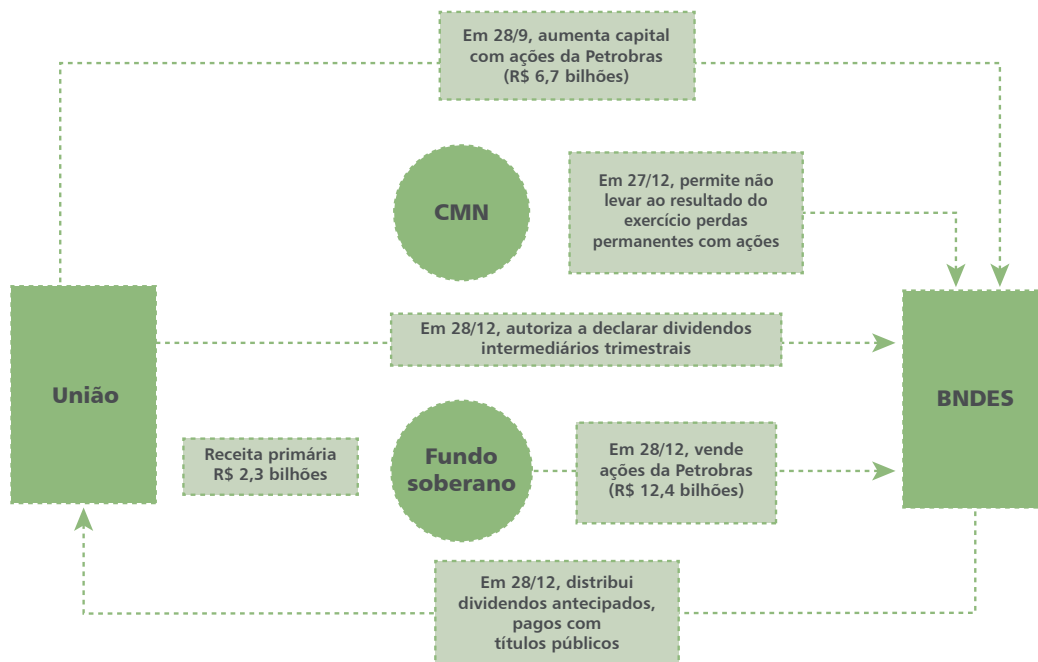 Em 28/9, aumenta capital
com ações da Petrobras
(R$ 6,7 bilhões)
CMN
Em 27/12, permite não
levar ao resultado do
exercício perdas
permanentes com ações
Em 28/12, autoriza a declarar dividendos
intermediários trimestrais
União
BNDES
Receita primária
R$ 2,3 bilhões
Fundo
soberano
Em 28/12, vende
ações da Petrobras
(R$ 12,4 bilhões)
Em 28/12, distribui
dividendos antecipados,
pagos com
títulos públicos